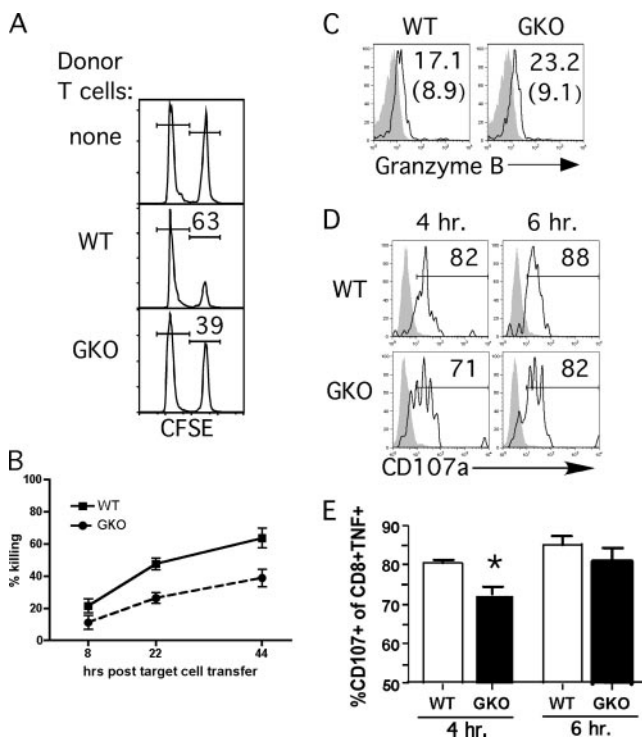 A
Donor
T cells:
none
WT
63
GKO
39
CFSE
B
100
80
60
40
20
0
% killing
WT
GKO
8
22
44
hrs post target cell transfer
C
WT
GKO
17.1
(8.9)
23.2
(9.1)
Granzyme B
D
4 hr.
6 hr.
WT
82
88
GKO
71
82
CD107a
E
90
80
70
60
50
%CD107+ of CD8+TNF+
*
WT
GKO
WT
GKO
4 hr.
6 hr.